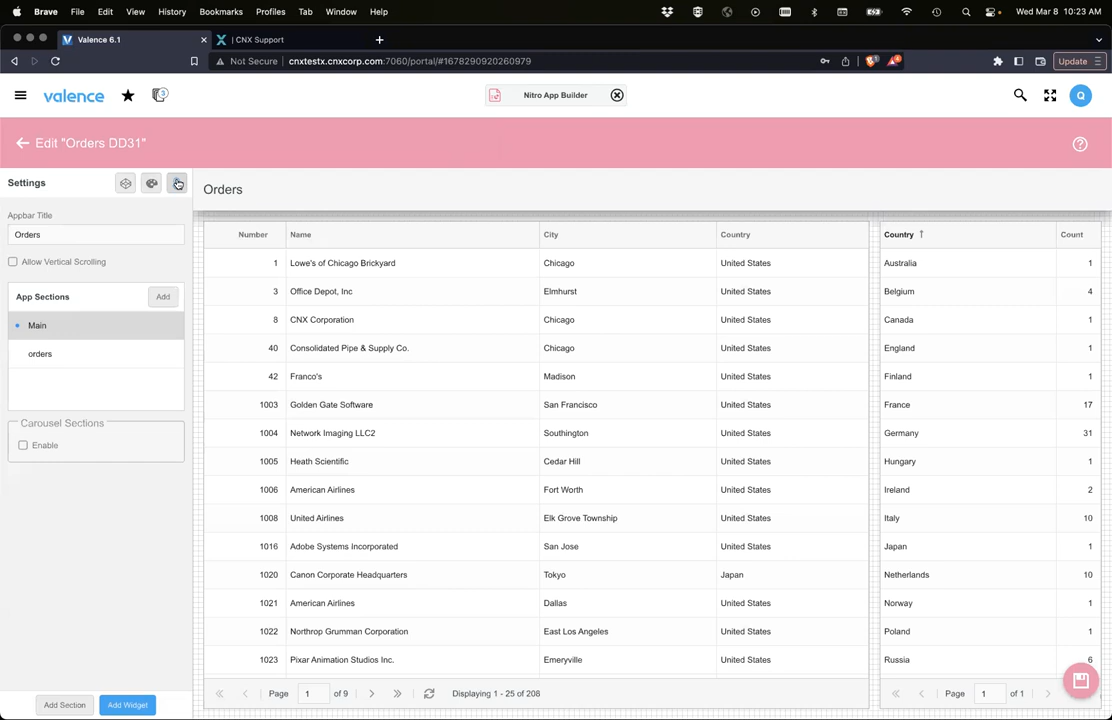 Brave File Edit View History Bookmarks Profiles Tab Window Help Wed Mar 8 10:23 AM
Valence 6.1 | CNX Support
Not Secure cnxtestx.cnxcorp.com:7060/portal/#1678290920260979 Update
valence 3 Nitro App Builder Q
Edit "Orders DD31"
Settings Orders
Appbar Title
Orders
Allow Vertical Scrolling
App Sections Add
Main
orders
Carousel Sections
Enable
Add Section Add Widget
Number Name City Country
1 Lowe's of Chicago Brickyard Chicago United States
3 Office Depot, Inc Elmhurst United States
8 CNX Corporation Chicago United States
40 Consolidated Pipe & Supply Co. Chicago United States
42 Franco's Madison United States
1003 Golden Gate Software San Francisco United States
1004 Network Imaging LLC2 Southington United States
1005 Heath Scientific Cedar Hill United States
1006 American Airlines Fort Worth United States
1008 United Airlines Elk Grove Township United States
1016 Adobe Systems Incorporated San Jose United States
1020 Canon Corporate Headquarters Tokyo Japan
1021 American Airlines Dallas United States
1022 Northrop Grumman Corporation East Los Angeles United States
1023 Pixar Animation Studios Inc. Emeryville United States
Page 1 of 9 Displaying 1 - 25 of 208
Country Count
Australia 1
Belgium 4
Canada 1
England 1
Finland 1
France 17
Germany 31
Hungary 1
Ireland 2
Italy 10
Japan 1
Netherlands 10
Norway 1
Poland 1
Russia 6
Page 1 of 1